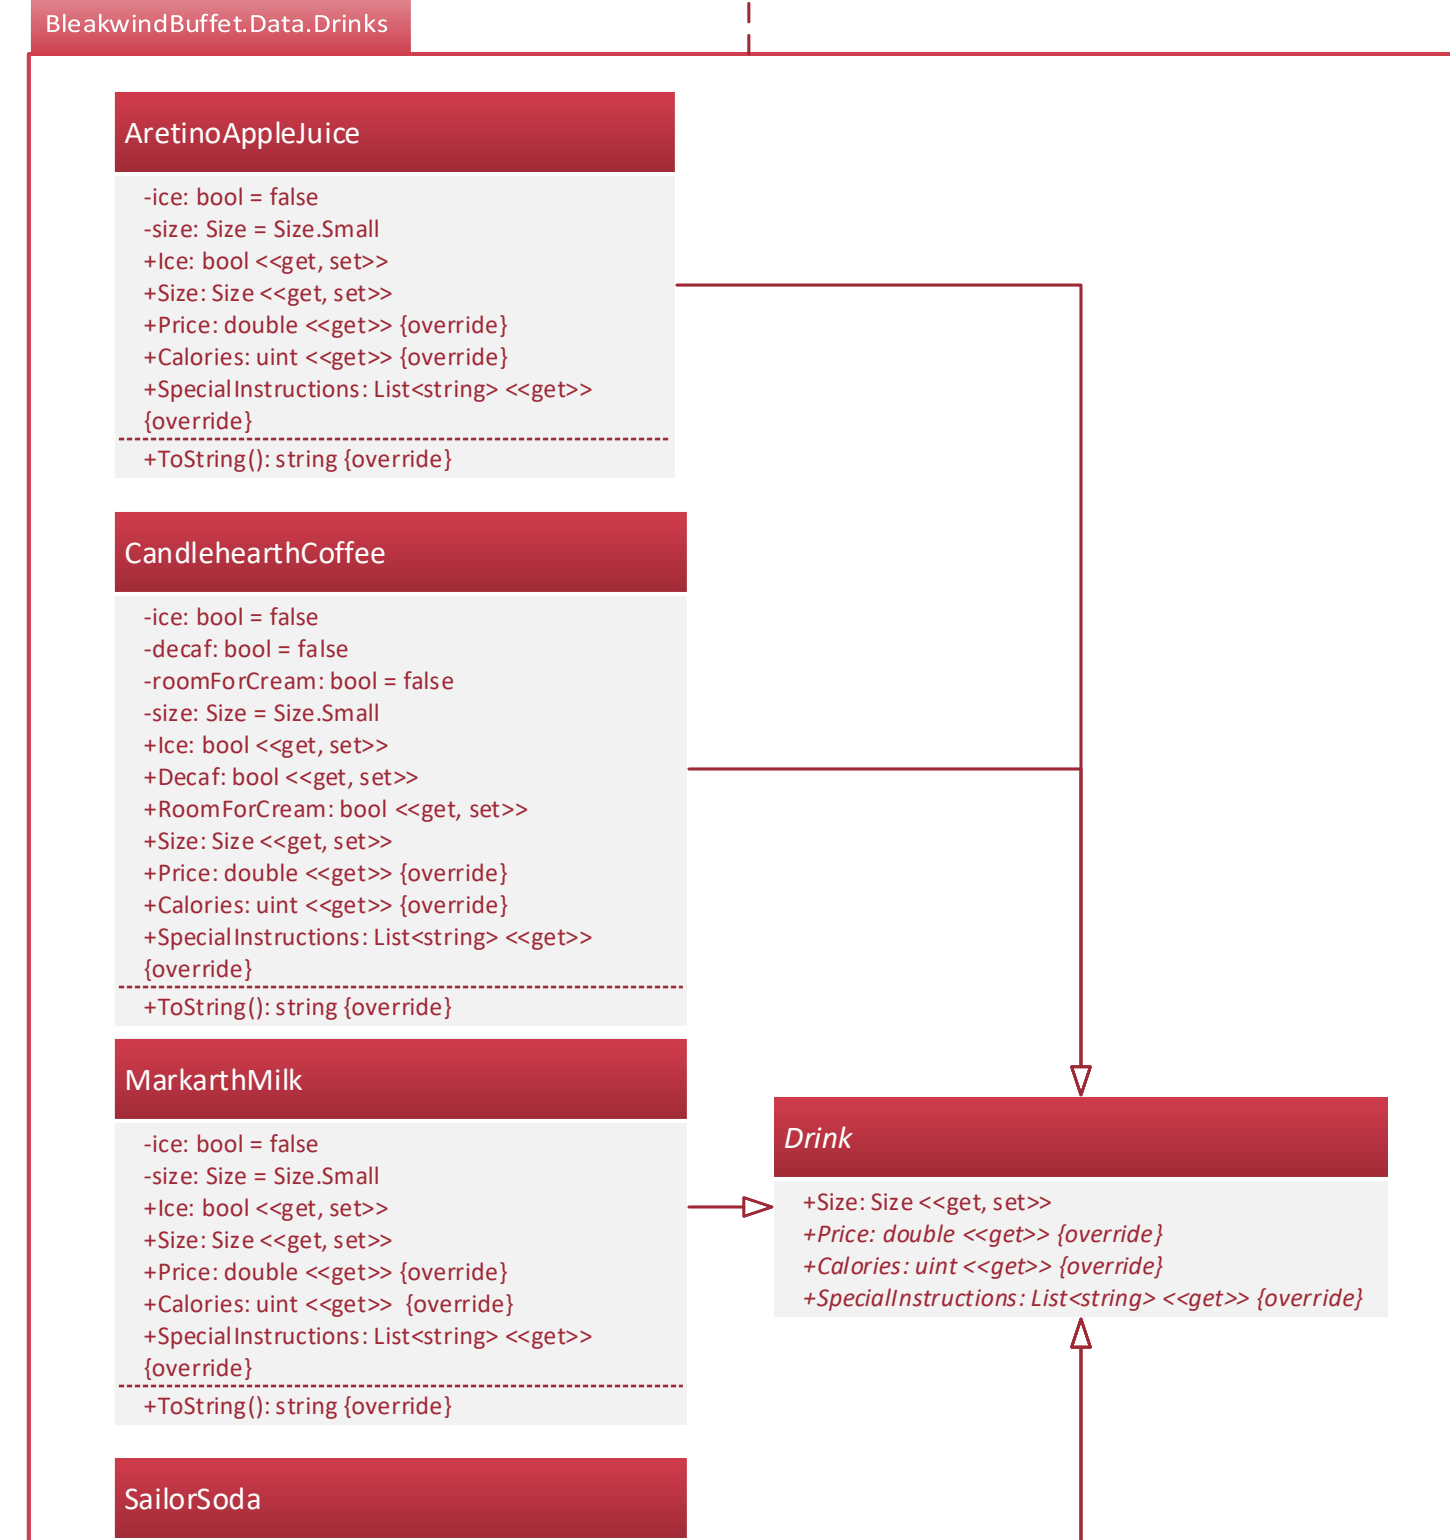 BleakwindBuffet.Data.Drinks
AretinoAppleJuice
-ice: bool = false
-size: Size = Size.Small
+Ice: bool <<get, set>>
+Size: Size <<get, set>>
+Price: double <<get>> {override}
+Calories: uint <<get>> {override}
+SpecialInstructions: List<string> <<get>>
{override}
+ToString(): string {override}
CandlehearthCoffee
-ice: bool = false
-decaf: bool = false
-roomForCream: bool = false
-size: Size = Size.Small
+Ice: bool <<get, set>>
+Decaf: bool <<get, set>>
+RoomForCream: bool <<get, set>>
+Size: Size <<get, set>>
+Price: double <<get>> {override}
+Calories: uint <<get>> {override}
+SpecialInstructions: List<string> <<get>>
{override}
+ToString(): string {override}
MarkarthMilk
-ice: bool = false
-size: Size = Size.Small
+Ice: bool <<get, set>>
+Size: Size <<get, set>>
+Price: double <<get>> {override}
+Calories: uint <<get>> {override}
+SpecialInstructions: List<string> <<get>>
{override}
+ToString(): string {override}
Drink
+Size: Size <<get, set>>
+Price: double <<get>> {override}
+Calories: uint <<get>> {override}
+SpecialInstructions: List<string> <<get>> {override}
SailorSoda